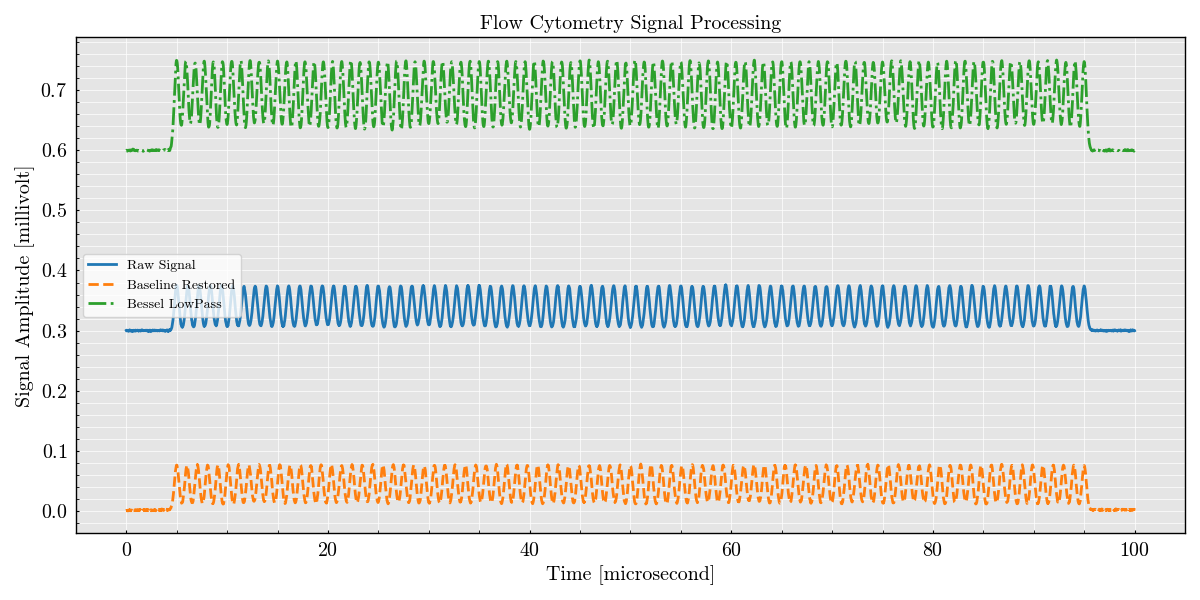 Flow Cytometry Signal Processing
Signal Amplitude [millivolt]
0.7
0.6
0.5
0.4
0.3
0.2
0.1
0.0
Raw Signal
Baseline Restored
Bessel LowPass
0 20 40 60 80 100
Time [microsecond]